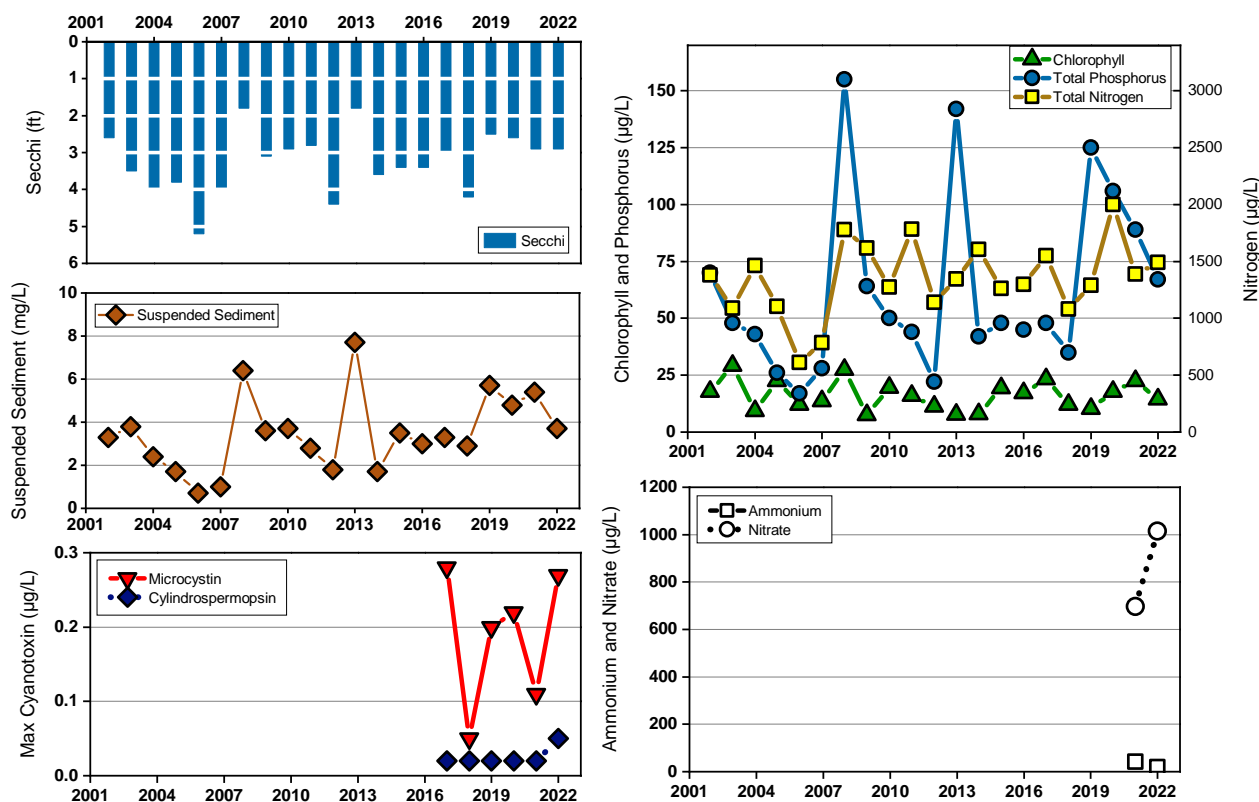 2001 2004 2007 2010 2013 2016 2019 2022
0
1
2
3
4
5
6
Secchi (ft)
Secchi
10
8
6
4
2
0
Suspended Sediment (mg/L)
Suspended Sediment
2001 2004 2007 2010 2013 2016 2019 2022
0.3
0.2
0.1
0.0
Max Cyanotoxin (µg/L)
Microcystin
Cylindrospermopsin
2001 2004 2007 2010 2013 2016 2019 2022
Chlorophyll
Total Phosphorus
Total Nitrogen
150
125
100
75
50
25
0
Chlorophyll and Phosphorus (µg/L)
3000
2500
2000
1500
1000
500
0
Nitrogen (µg/L)
2001 2004 2007 2010 2013 2016 2019 2022
1200
1000
800
600
400
200
0
Ammonium and Nitrate (µg/L)
Ammonium
Nitrate
2001 2004 2007 2010 2013 2016 2019 2022